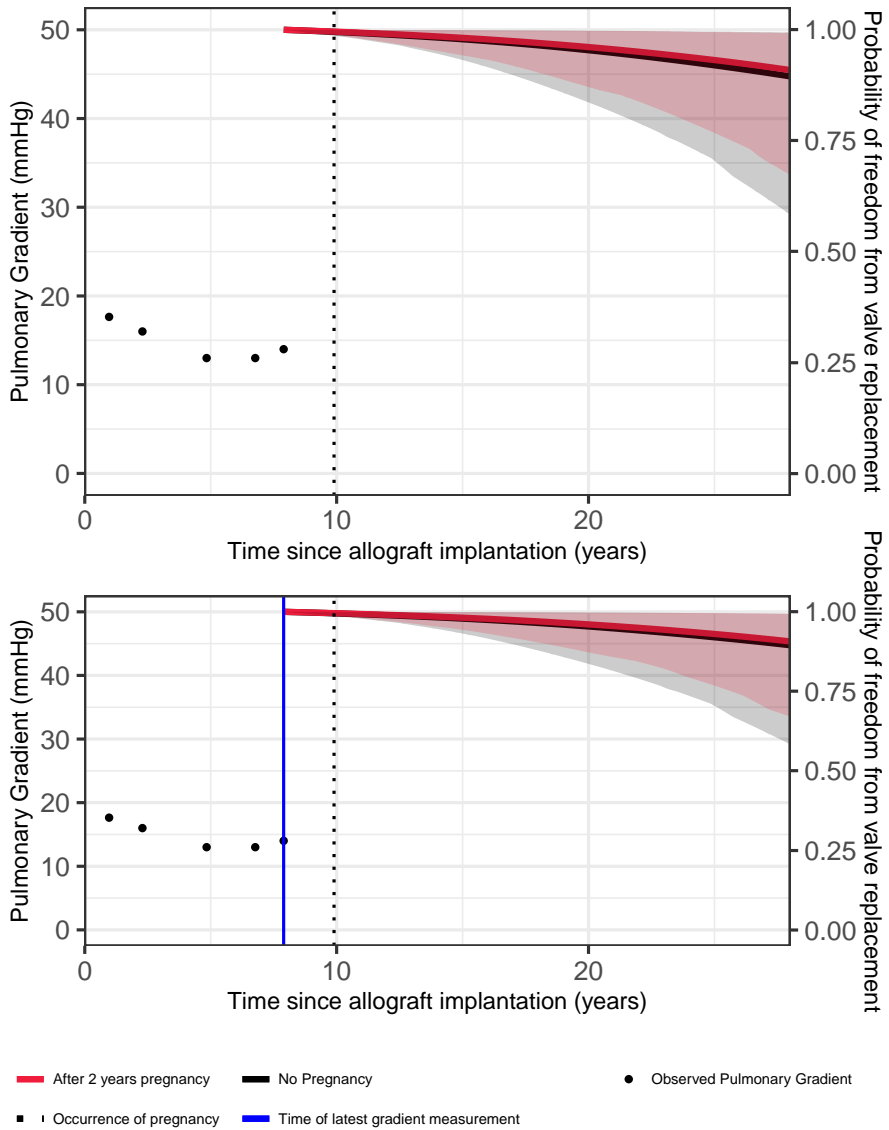 Pulmonary Gradient (mmHg)
50
40
30
20
10
0
1.00
0.75
0.50
0.25
0.00
Probability of freedom from valve replacement
0
10
20
Time since allograft implantation (years)
Pulmonary Gradient (mmHg)
50
40
30
20
10
0
1.00
0.75
0.50
0.25
0.00
Probability of freedom from valve replacement
0
10
20
Time since allograft implantation (years)
After 2 years pregnancy
No Pregnancy
Observed Pulmonary Gradient
Occurrence of pregnancy
Time of latest gradient measurement